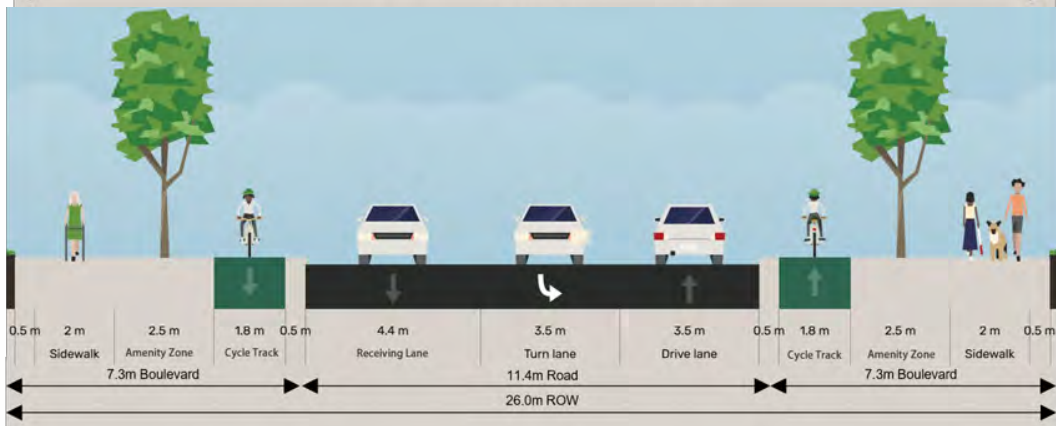 0.5 m 2 m 2.5 m 1.8 m 0.5 m 4.4 m 3.5 m 3.5 m 0.5 m 1.8 m 2.5 m 2 m 0.5 m
Sidewalk Amenity Zone Cycle Track Receiving Lane Turn lane Drive lane Cycle Track Amenity Zone Sidewalk
7.3m Boulevard 11.4m Road 7.3m Boulevard
26.0m ROW